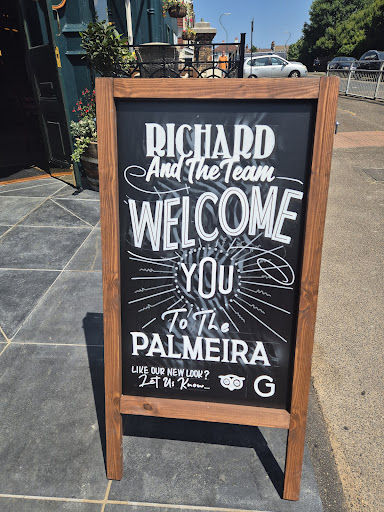 RICHARD
And The Team
WELCOME
YOU
To The
PALMEIRA
LIKE OUR NEW LOOK?
Let Us Know... G